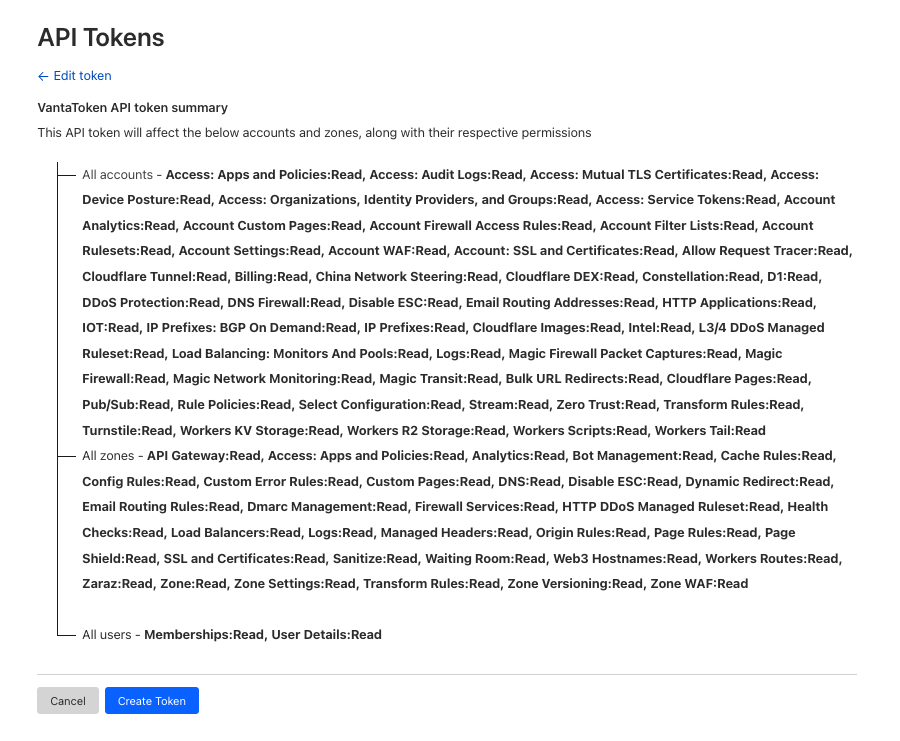 API Tokens
← Edit token
VantaToken API token summary
This API token will affect the below accounts and zones, along with their respective permissions
All accounts - Access: Apps and Policies:Read, Access: Audit Logs:Read, Access: Mutual TLS Certificates:Read, Access:
Device Posture:Read, Access: Organizations, Identity Providers, and Groups:Read, Access: Service Tokens:Read, Account
Analytics:Read, Account Custom Pages:Read, Account Firewall Access Rules:Read, Account Filter Lists:Read, Account
Rulesets:Read, Account Settings:Read, Account WAF:Read, Account: SSL and Certificates:Read, Allow Request Tracer:Read,
Cloudflare Tunnel:Read, Billing:Read, China Network Steering:Read, Cloudflare DEX:Read, Constellation:Read, D1:Read,
DDoS Protection:Read, DNS Firewall:Read, Disable ESC:Read, Email Routing Addresses:Read, HTTP Applications:Read,
IOT:Read, IP Prefixes: BGP On Demand:Read, IP Prefixes:Read, Cloudflare Images:Read, Intel:Read, L3/4 DDoS Managed
Ruleset:Read, Load Balancing: Monitors And Pools:Read, Logs:Read, Magic Firewall Packet Captures:Read, Magic
Firewall:Read, Magic Network Monitoring:Read, Magic Transit:Read, Bulk URL Redirects:Read, Cloudflare Pages:Read,
Pub/Sub:Read, Rule Policies:Read, Select Configuration:Read, Stream:Read, Zero Trust:Read, Transform Rules:Read,
Turnstile:Read, Workers KV Storage:Read, Workers R2 Storage:Read, Workers Scripts:Read, Workers Tail:Read
All zones - API Gateway:Read, Access: Apps and Policies:Read, Analytics:Read, Bot Management:Read, Cache Rules:Read,
Config Rules:Read, Custom Error Rules:Read, Custom Pages:Read, DNS:Read, Disable ESC:Read, Dynamic Redirect:Read,
Email Routing Rules:Read, Dmarc Management:Read, Firewall Services:Read, HTTP DDoS Managed Ruleset:Read, Health
Checks:Read, Load Balancers:Read, Logs:Read, Managed Headers:Read, Origin Rules:Read, Page Rules:Read, Page
Shield:Read, SSL and Certificates:Read, Sanitize:Read, Waiting Room:Read, Web3 Hostnames:Read, Workers Routes:Read,
Zaraz:Read, Zone:Read, Zone Settings:Read, Transform Rules:Read, Zone Versioning:Read, Zone WAF:Read
All users - Memberships:Read, User Details:Read
Cancel
Create Token